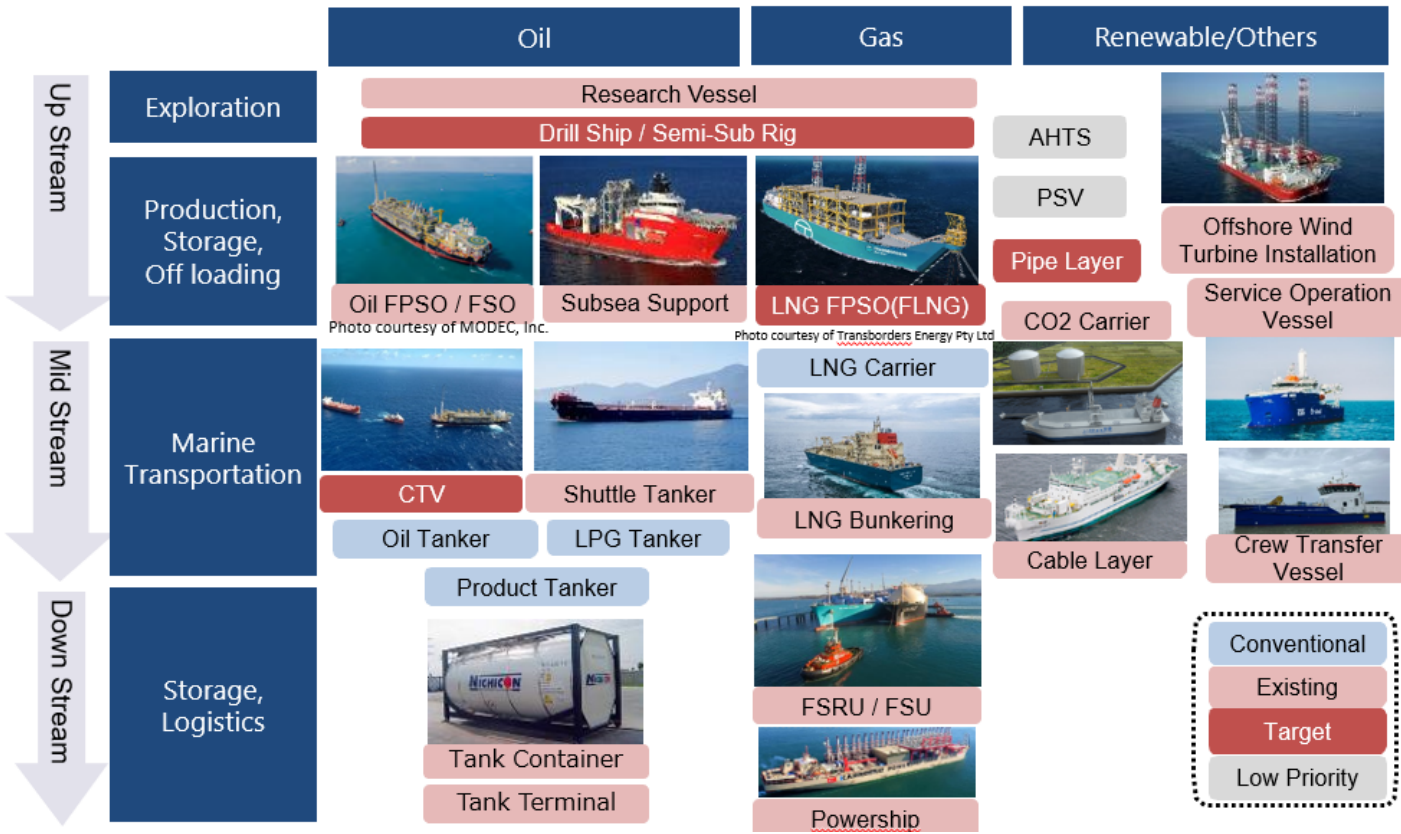 Oil
Gas
Renewable/Others
Up Stream
Exploration
Research Vessel
Drill Ship / Semi-Sub Rig
AHTS
PSV
Production,
Storage,
Off loading
Pipe Layer
Offshore Wind
Turbine Installation
Oil FPSO / FSO
Subsea Support
LNG FPSO(FLNG)
Photo courtesy of MODEC, Inc.
Photo courtesy of Transborders Energy Pty Ltd
CO2 Carrier
Service Operation
Vessel
Mid Stream
Marine
Transportation
LNG Carrier
CTV
Shuttle Tanker
LNG Bunkering
Oil Tanker
LPG Tanker
Cable Layer
Crew Transfer
Vessel
Product Tanker
Down Stream
Storage,
Logistics
NICHICON
Tank Container
Tank Terminal
FSRU / FSU
Powership
Conventional
Existing
Target
Low Priority